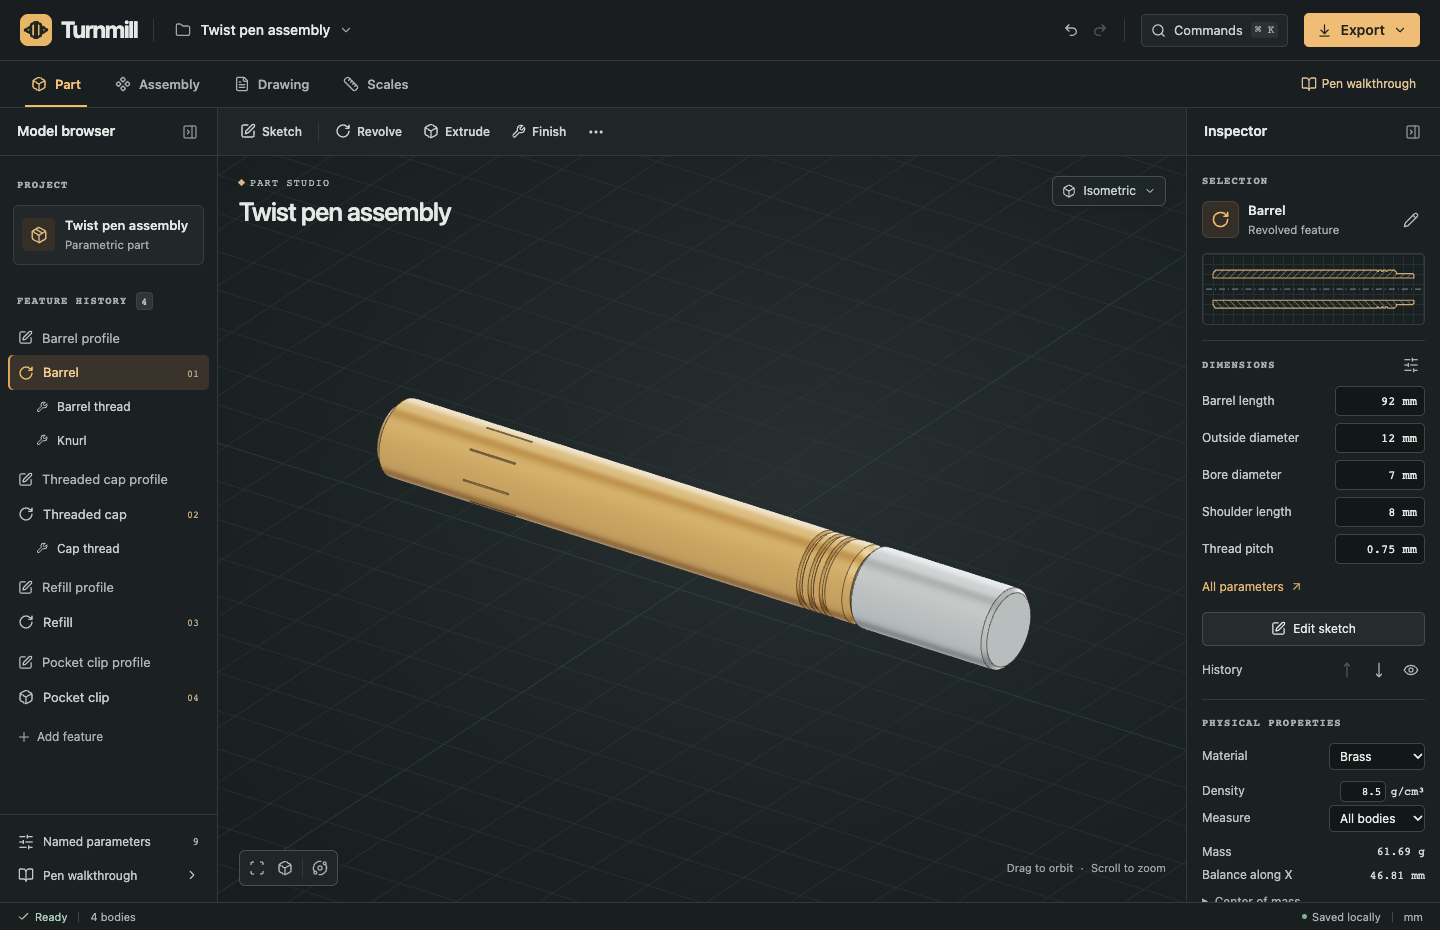 Turnmill
Twist pen assembly
Commands ⌘ K
Export
Part
Assembly
Drawing
Scales
Pen walkthrough
Model browser
Sketch
Revolve
Extrude
Finish
Inspector
PROJECT
Twist pen assembly
Parametric part
FEATURE HISTORY 4
Barrel profile
Barrel 01
Barrel thread
Knurl
Threaded cap profile
Threaded cap 02
Cap thread
Refill profile
Refill 03
Pocket clip profile
Pocket clip 04
+ Add feature
Named parameters 9
Pen walkthrough
PART STUDIO
Twist pen assembly
Isometric
Drag to orbit · Scroll to zoom
SELECTION
Barrel
Revolved feature
DIMENSIONS
Barrel length 92 mm
Outside diameter 12 mm
Bore diameter 7 mm
Shoulder length 8 mm
Thread pitch 0.75 mm
All parameters
Edit sketch
History
PHYSICAL PROPERTIES
Material Brass
Density 8.5 g/cm³
Measure All bodies
Mass 61.69 g
Balance along X 46.81 mm
Center of mass
Ready
4 bodies
Saved locally
mm